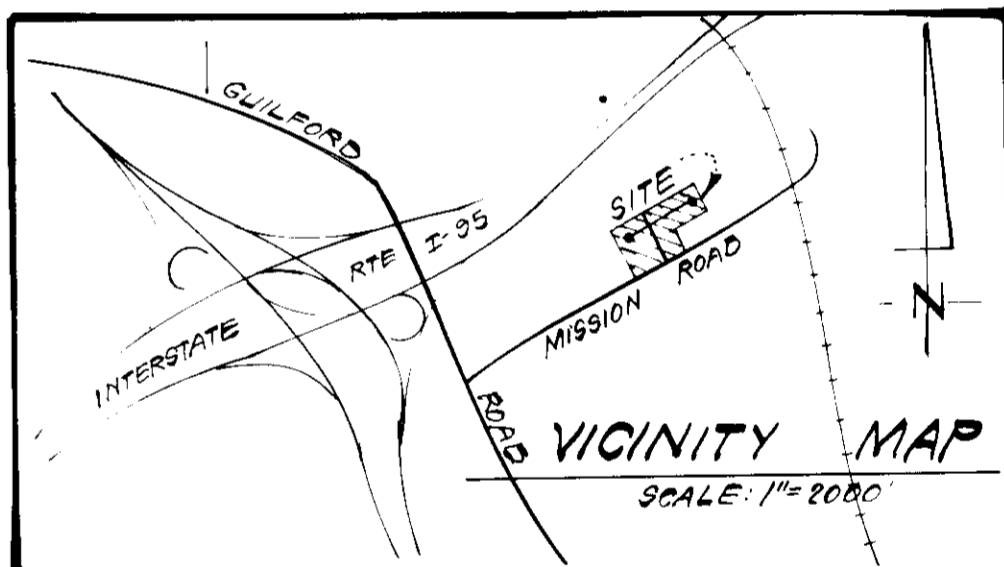 GUILFORD
SITE
RTE I-95
ROAD
MISSION
INTERSTATE
ROAD
VICINITY MAP
SCALE: 1"=2000'
N